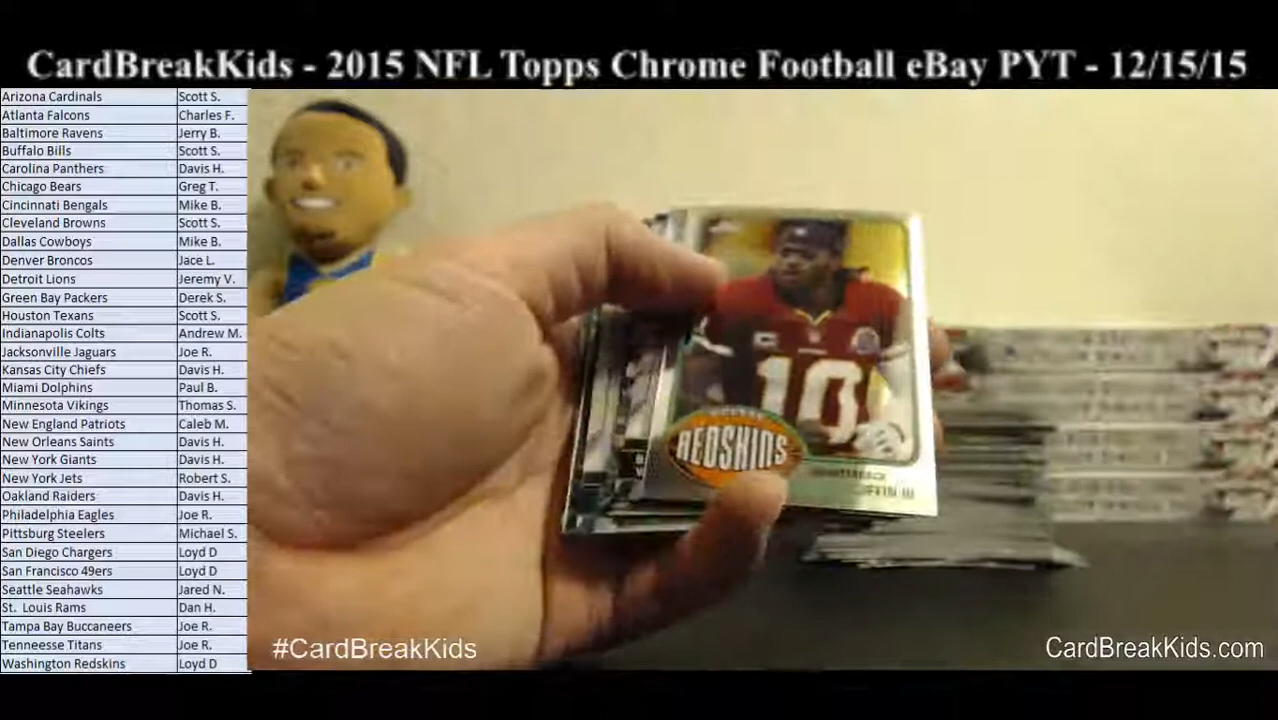 CardBreakKids - 2015 NFL Topps Chrome Football eBay PYT - 12/15/15
Arizona Cardinals Scott S.
Atlanta Falcons Charles F.
Baltimore Ravens Jerry B.
Buffalo Bills Scott S.
Carolina Panthers Davis H.
Chicago Bears Greg T.
Cincinnati Bengals Mike B.
Cleveland Browns Scott S.
Dallas Cowboys Mike B.
Denver Broncos Jace L.
Detroit Lions Jeremy V.
Green Bay Packers Derek S.
Houston Texans Scott S.
Indianapolis Colts Andrew M.
Jacksonville Jaguars Joe R.
Kansas City Chiefs Davis H.
Miami Dolphins Paul B.
Minnesota Vikings Thomas S.
New England Patriots Caleb M.
New Orleans Saints Davis H.
New York Giants Davis H.
New York Jets Robert S.
Oakland Raiders Davis H.
Philadelphia Eagles Joe R.
Pittsburg Steelers Michael S.
San Diego Chargers Loyd D
San Francisco 49ers Loyd D
Seattle Seahawks Jared N.
St. Louis Rams Dan H.
Tampa Bay Buccaneers Joe R.
Tenneesse Titans Joe R.
Washington Redskins Loyd D
10
REDSKINS
#CardBreakKids
CardBreakKids.com